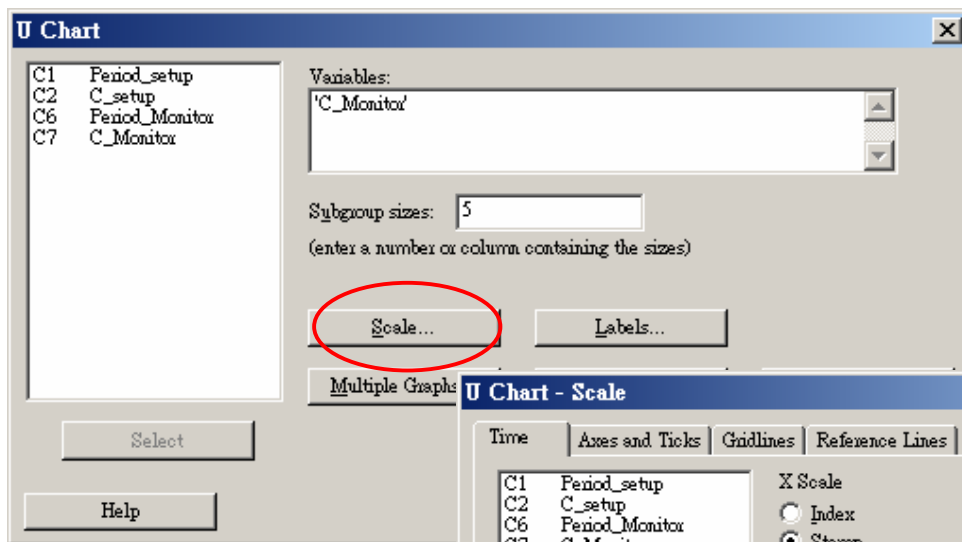 U Chart
C1 Period_setup
C2 C_setup
C6 Period_Monitor
C7 C_Monitor
Variables:
'C_Monitor'
Subgroup sizes: 5
(enter a number or column containing the sizes)
Scale...
Labels...
Multiple Graphs
Select
Help
U Chart - Scale
Time
Axes and Ticks
Gridlines
Reference Lines
C1 Period_setup
C2 C_setup
C6 Period_Monitor
X Scale
Index
Stamp